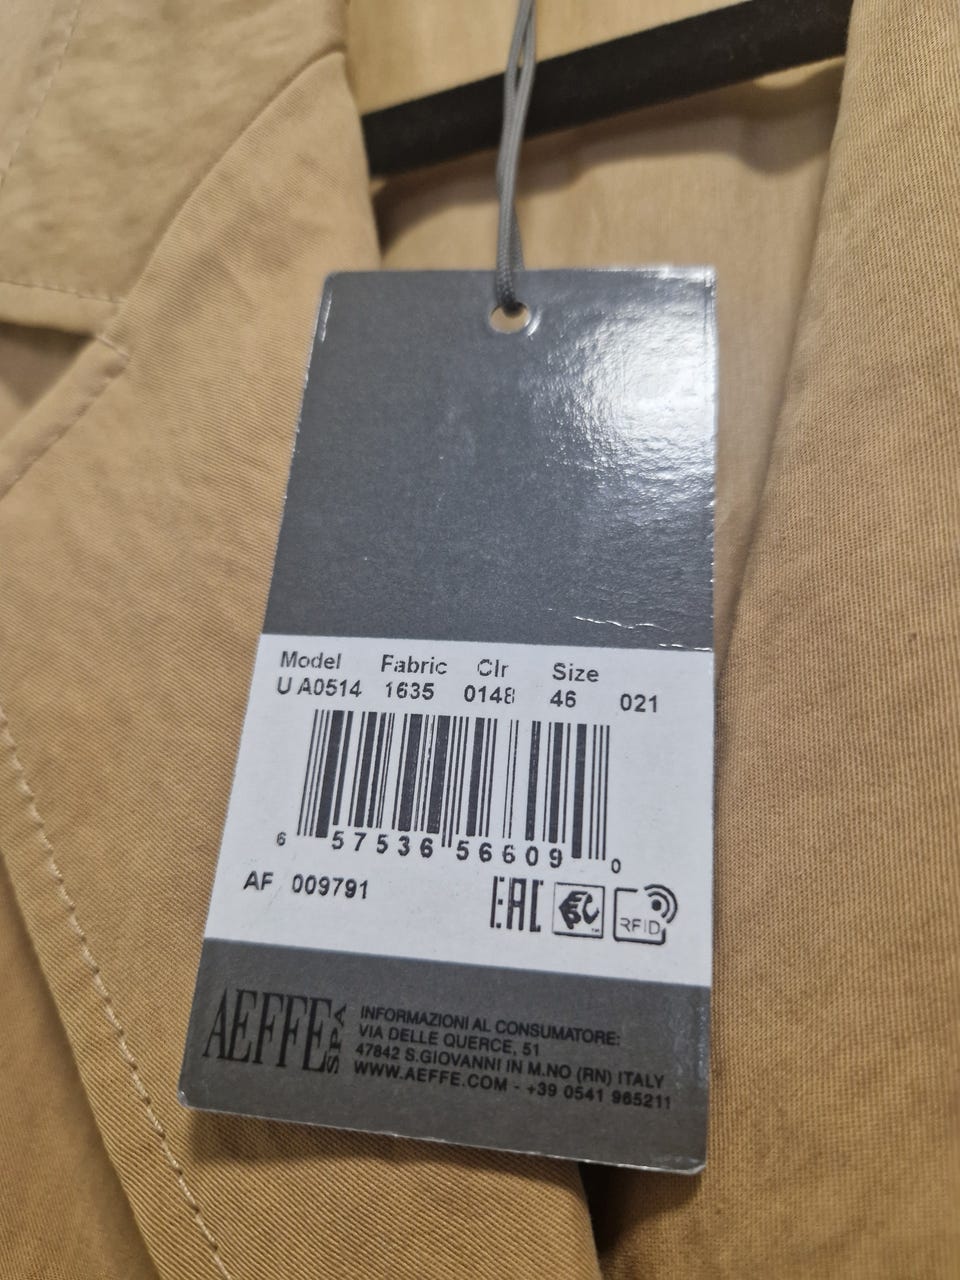 Model Fabric Clr Size
U A0514 1635 0148 46 021
6 57536 56609 0
AF 009791
EAC
RFID
AEFFE SPA
INFORMAZIONI AL CONSUMATORE:
VIA DELLE QUERCE, 51
47842 S.GIOVANNI IN M.NO (RN) ITALY
WWW.AEFFE.COM - +39 0541 965211